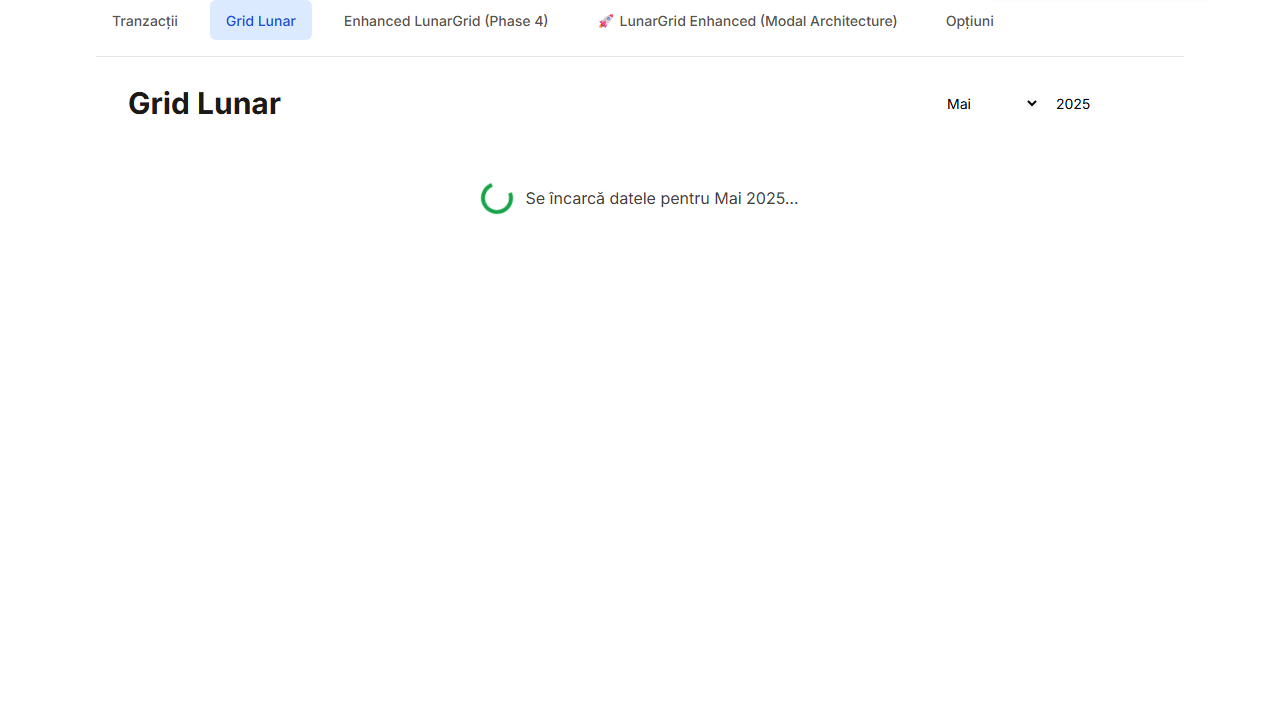 Tranzacții
Grid Lunar
Enhanced LunarGrid (Phase 4)
🚀 LunarGrid Enhanced (Modal Architecture)
Opțiuni
Grid Lunar
Mai
2025
Se încarcă datele pentru Mai 2025...